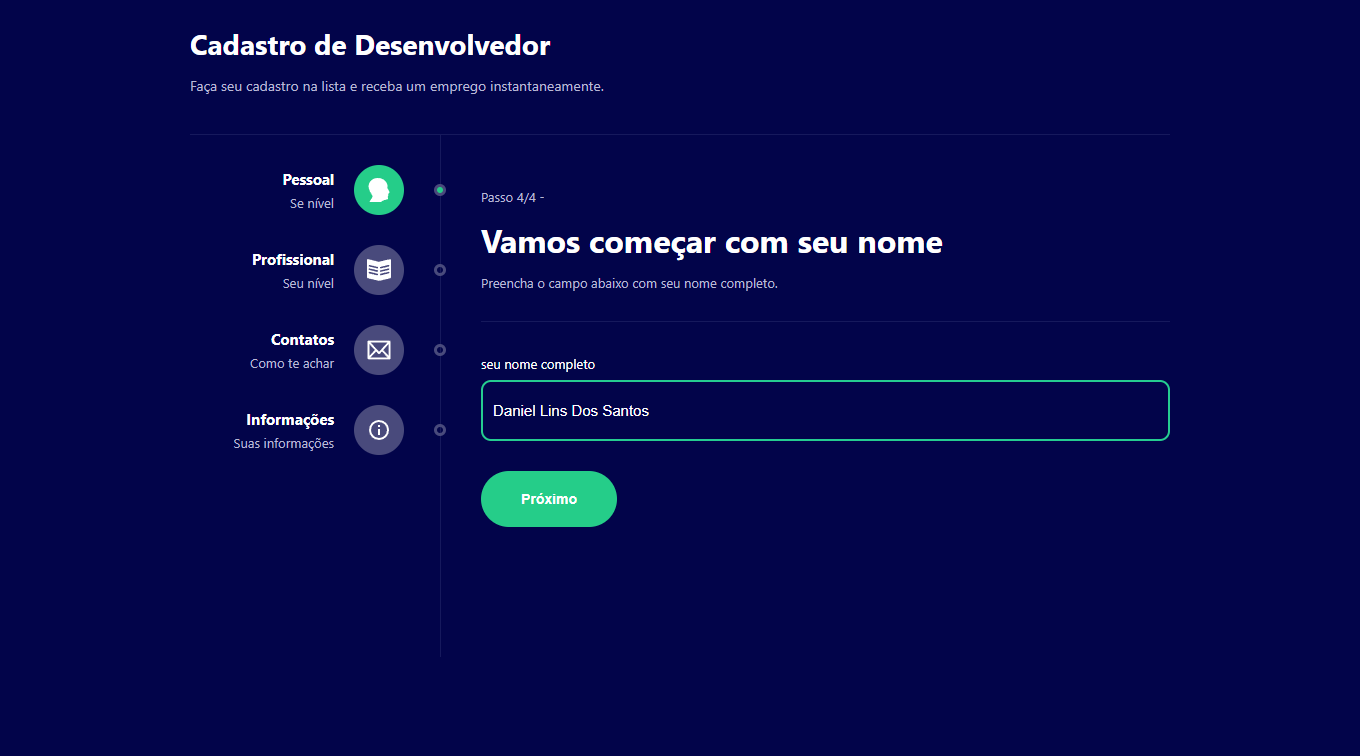 Cadastro de Desenvolvedor
Faça seu cadastro na lista e receba um emprego instantaneamente.
Pessoal
Se nível
Profissional
Seu nível
Contatos
Como te achar
Informações
Suas informações
Passo 4/4 -
Vamos começar com seu nome
Preencha o campo abaixo com seu nome completo.
seu nome completo
Daniel Lins Dos Santos
Próximo